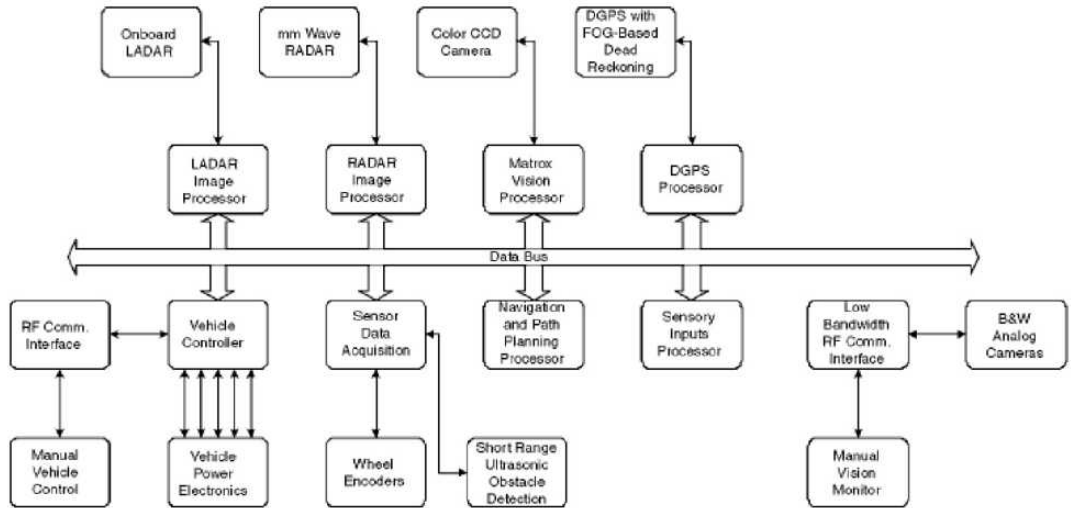 Onboard
LADAR
mm Wave
RADAR
Color CCD
Camera
DGPS with
FOG-Based
Dead
Reckoning
LADAR
Image
Processor
RADAR
Image
Processor
Matrox
Vision
Processor
DGPS
Processor
Data Bus
RF Comm.
Interface
Vehicle
Controller
Sensor
Data
Acquisition
Navigation
and Path
Planning
Processor
Sensory
Inputs
Processor
Low
Bandwidth
RF Comm.
Interface
B&W
Analog
Cameras
Manual
Vehicle
Control
Vehicle
Power
Electronics
Wheel
Encoders
Short Range
Ultrasonic
Obstacle
Detection
Manual
Vision
Monitor